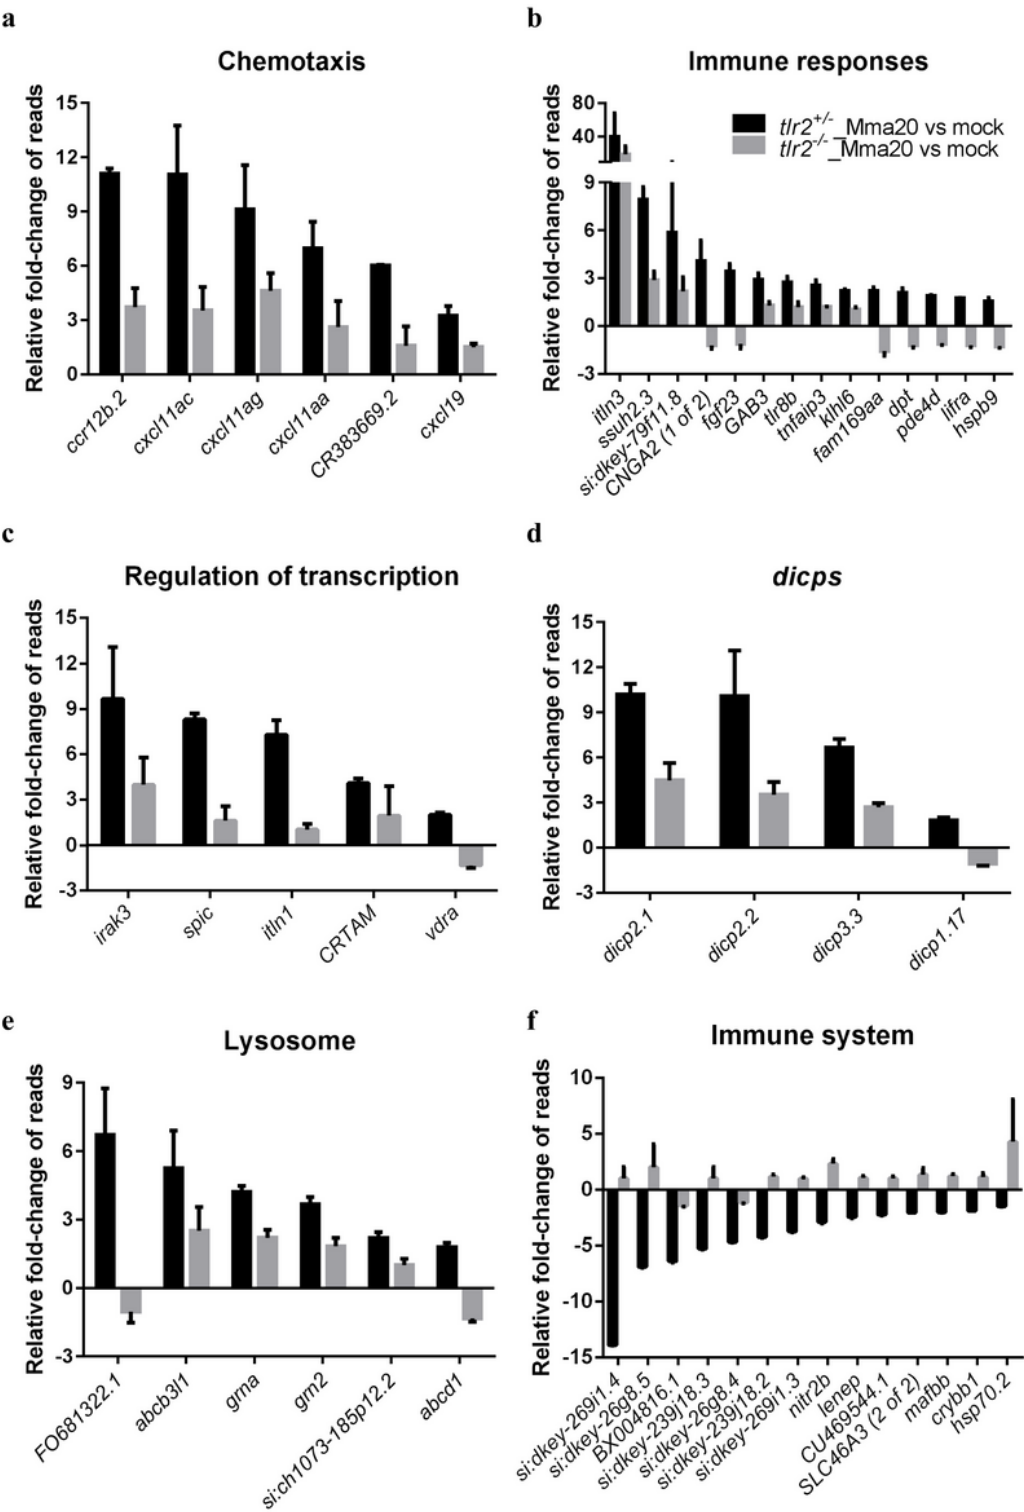 a
Chemotaxis
Relative fold-change of reads
15
12
9
6
3
0
ccr12b.2
cxcl11ac
cxcl11ag
cxcl11aa
CR383669.2
cxcl19
b
Immune responses
Relative fold-change of reads
80
40
9
6
3
0
-3
tlr2+/-_Mma20 vs mock
tlr2-/-_Mma20 vs mock
itln3
ssuh2.3
si:dkey-79f11.8
CNGA2 (1 of 2)
fgf23
GAB3
tlr8b
tnfaip3
klhl6
fam169aa
dpt
pde4d
lifra
hspb9
c
Regulation of transcription
Relative fold-change of reads
15
12
9
6
3
0
-3
irak3
spic
itln1
CRTAM
vdra
d
dicps
Relative fold-change of reads
15
12
9
6
3
0
-3
dicp2.1
dicp2.2
dicp3.3
dicp1.17
e
Lysosome
Relative fold-change of reads
9
6
3
0
-3
FO681322.1
abcb3l1
grna
grn2
si:ch1073-185p12.2
abcd1
f
Immune system
Relative fold-change of reads
10
5
0
-5
-10
-15
si:dkey-269i1.4
si:dkey-26g8.5
BX004816.1
si:dkey-239j18.3
si:dkey-26g8.4
si:dkey-239j18.2
si:dkey-269i1.3
nitr2b
lenep
CU469544.1
SLC46A3 (2 of 2)
mafbb
crybb1
hsp70.2